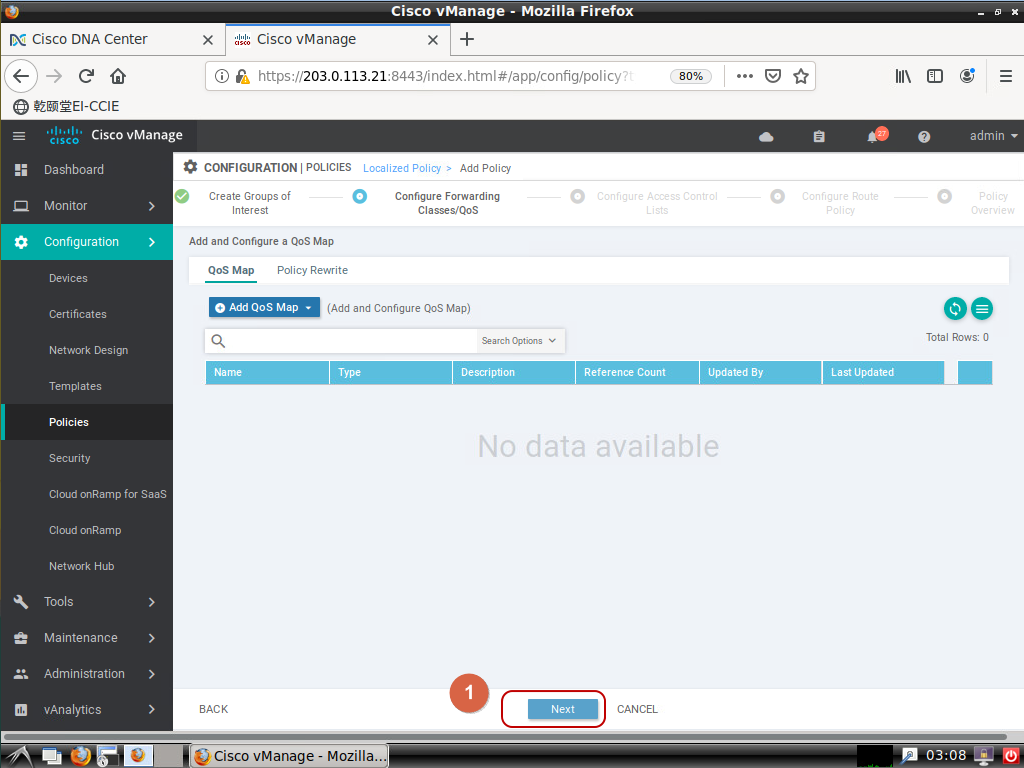 Cisco vManage - Mozilla Firefox
Cisco DNA Center
Cisco vManage
https://203.0.113.21:8443/index.html#/app/config/policy?t
80%
乾颐堂EI-CCIE
cisco Cisco vManage
27
admin
Dashboard
Monitor
Configuration
Devices
Certificates
Network Design
Templates
Policies
Security
Cloud onRamp for SaaS
Cloud onRamp
Network Hub
Tools
Maintenance
Administration
vAnalytics
CONFIGURATION | POLICIES Localized Policy > Add Policy
Create Groups of
Interest
Configure Forwarding
Classes/QoS
Configure Access Control
Lists
Configure Route
Policy
Policy
Overview
Add and Configure a QoS Map
QoS Map Policy Rewrite
Add QoS Map (Add and Configure QoS Map)
Search Options
Total Rows: 0
Name Type Description Reference Count Updated By Last Updated
No data available
1
BACK Next CANCEL
Cisco vManage - Mozilla...
03:08